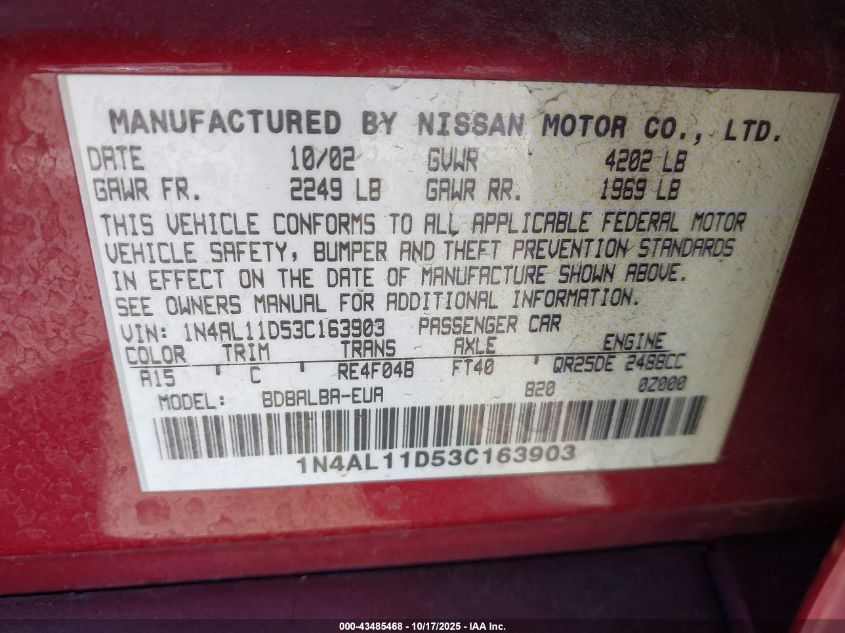 MANUFACTURED BY NISSAN MOTOR CO., LTD.
DATE 10/02 GVWR 4202 LB
GAWR FR. 2249 LB GAWR RR. 1969 LB
THIS VEHICLE CONFORMS TO ALL APPLICABLE FEDERAL MOTOR
VEHICLE SAFETY, BUMPER AND THEFT PREVENTION STANDARDS
IN EFFECT ON THE DATE OF MANUFACTURE SHOWN ABOVE.
SEE OWNERS MANUAL FOR ADDITIONAL INFORMATION.
VIN: 1N4AL11D53C163903 PASSENGER CAR
COLOR TRIM TRANS AXLE ENGINE
A15 C RE4F04B FT40 QR25DE 2488CC
MODEL: BDBALBA-EUA 820 0Z000
1N4AL11D53C163903
000-43485468 - 10/17/2025 - IAA Inc.